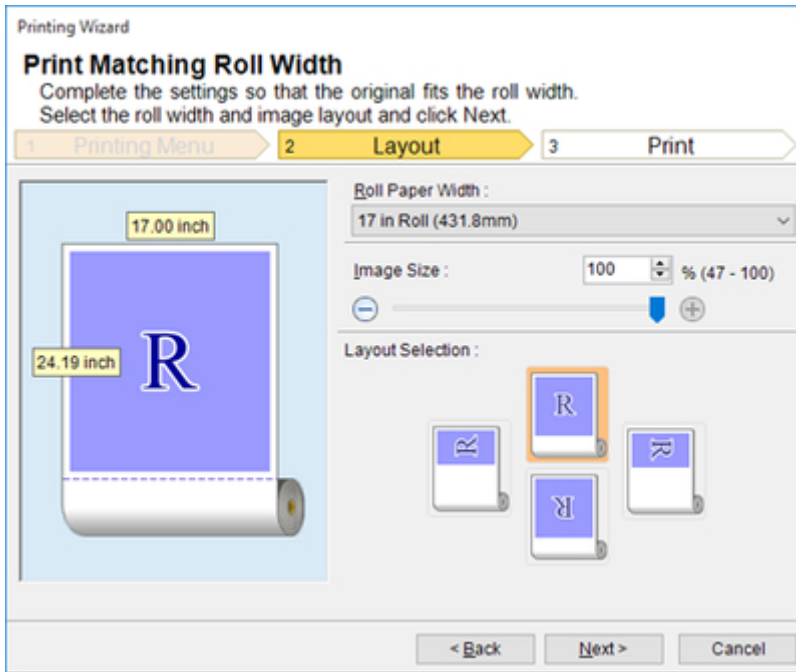 Printing Wizard
Print Matching Roll Width
Complete the settings so that the original fits the roll width.
Select the roll width and image layout and click Next.
1 Printing Menu 2 Layout 3 Print
17.00 inch
24.19 inch
R
Roll Paper Width :
17 in Roll (431.8mm)
Image Size : 100 % (47 - 100)
Layout Selection :
R
R
R
R
< Back Next > Cancel